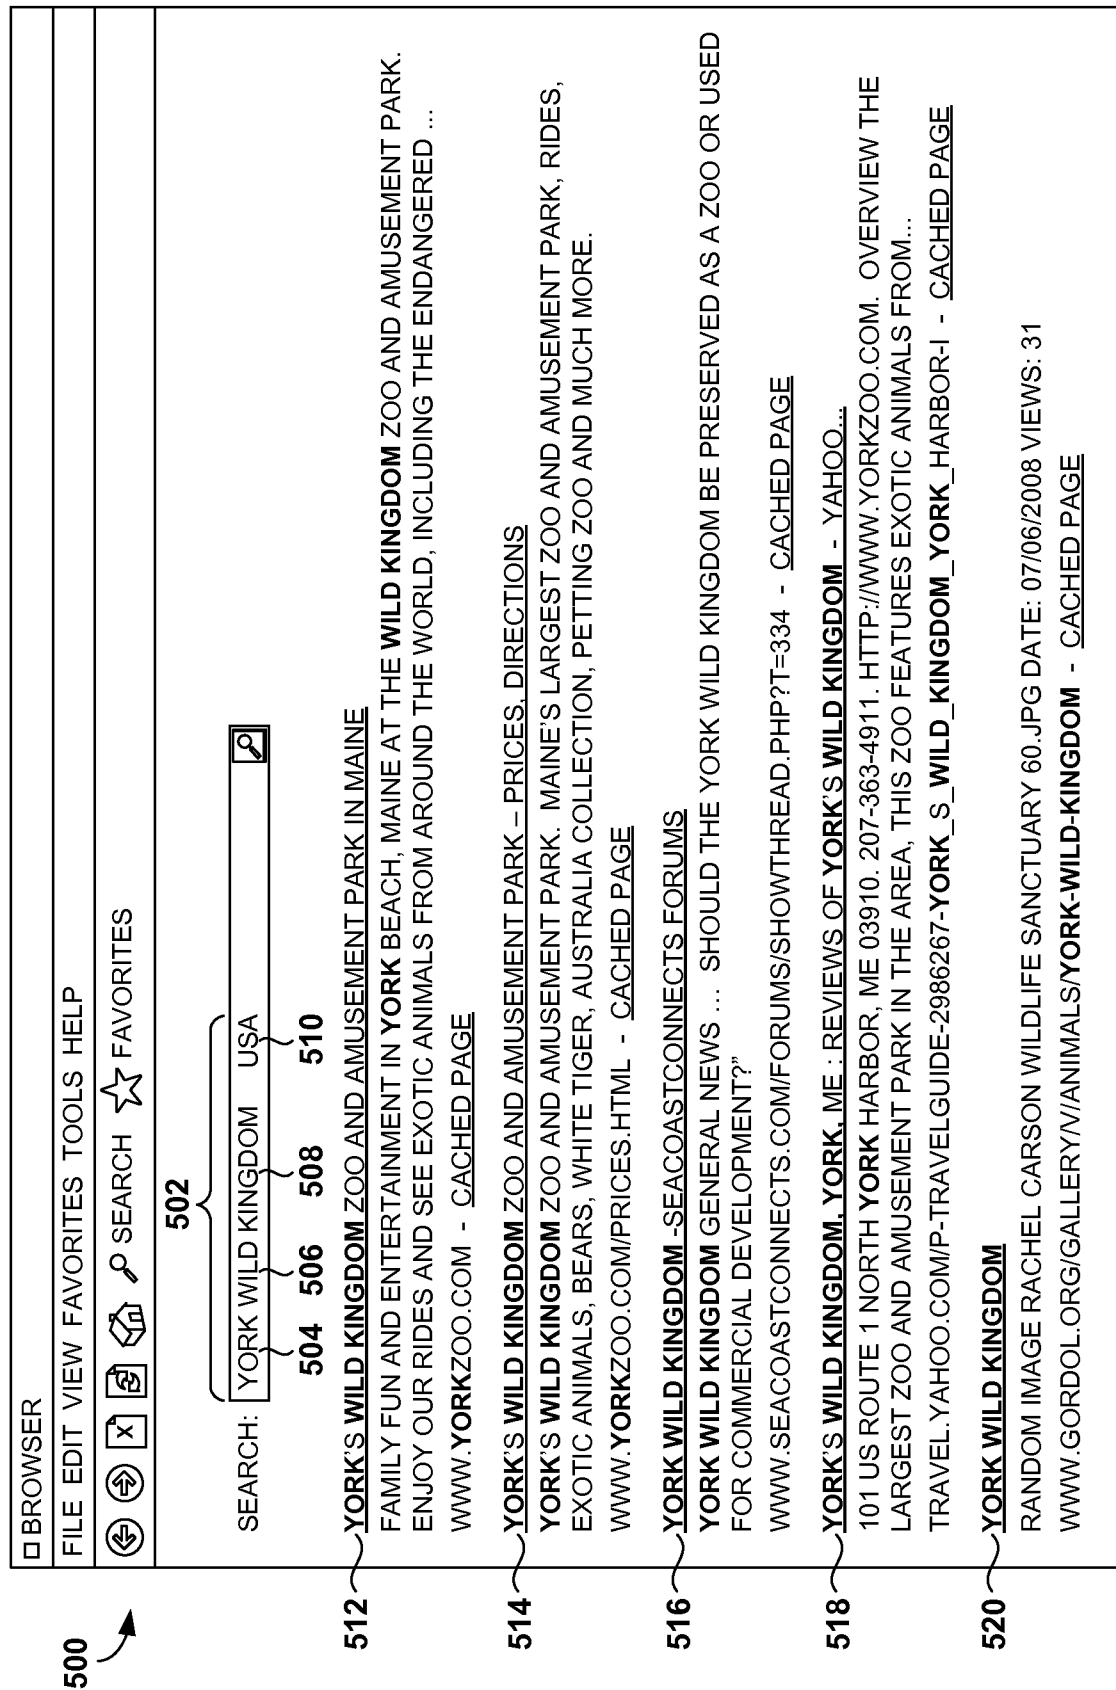 500
BROWSER
FILE EDIT VIEW FAVORITES TOOLS HELP
SEARCH FAVORITES
502
SEARCH: YORK WILD KINGDOM USA
504 506 508 510
512 YORK'S WILD KINGDOM ZOO AND AMUSEMENT PARK IN MAINE
FAMILY FUN AND ENTERTAINMENT IN YORK BEACH, MAINE AT THE WILD KINGDOM ZOO AND AMUSEMENT PARK.
ENJOY OUR RIDES AND SEE EXOTIC ANIMALS FROM AROUND THE WORLD, INCLUDING THE ENDANGERED ...
WWW.YORKZOO.COM - CACHED PAGE
514 YORK'S WILD KINGDOM ZOO AND AMUSEMENT PARK – PRICES, DIRECTIONS
YORK'S WILD KINGDOM ZOO AND AMUSEMENT PARK. MAINE'S LARGEST ZOO AND AMUSEMENT PARK, RIDES,
EXOTIC ANIMALS, BEARS, WHITE TIGER, AUSTRALIA COLLECTION, PETTING ZOO AND MUCH MORE.
WWW.YORKZOO.COM/PRICES.HTML - CACHED PAGE
516 YORK WILD KINGDOM -SEACOASTCONNECTS FORUMS
YORK WILD KINGDOM GENERAL NEWS ... SHOULD THE YORK WILD KINGDOM BE PRESERVED AS A ZOO OR USED
FOR COMMERCIAL DEVELOPMENT?"
WWW.SEACOASTCONNECTS.COM/FORUMS/SHOWTHREAD.PHP?T=334 - CACHED PAGE
518 YORK'S WILD KINGDOM, YORK, ME : REVIEWS OF YORK'S WILD KINGDOM - YAHOO...
101 US ROUTE 1 NORTH YORK HARBOR, ME 03910. 207-363-4911. HTTP://WWW.YORKZOO.COM. OVERVIEW THE
LARGEST ZOO AND AMUSEMENT PARK IN THE AREA, THIS ZOO FEATURES EXOTIC ANIMALS FROM...
TRAVEL.YAHOO.COM/P-TRAVELGUIDE-2986267-YORK_S_WILD_KINGDOM_YORK_HARBOR-I - CACHED PAGE
520 YORK WILD KINGDOM
RANDOM IMAGE RACHEL CARSON WILDLIFE SANCTUARY 60.JPG DATE: 07/06/2008 VIEWS: 31
WWW.GORDOL.ORG/GALLERY/V/ANIMALS/YORK-WILD-KINGDOM - CACHED PAGE